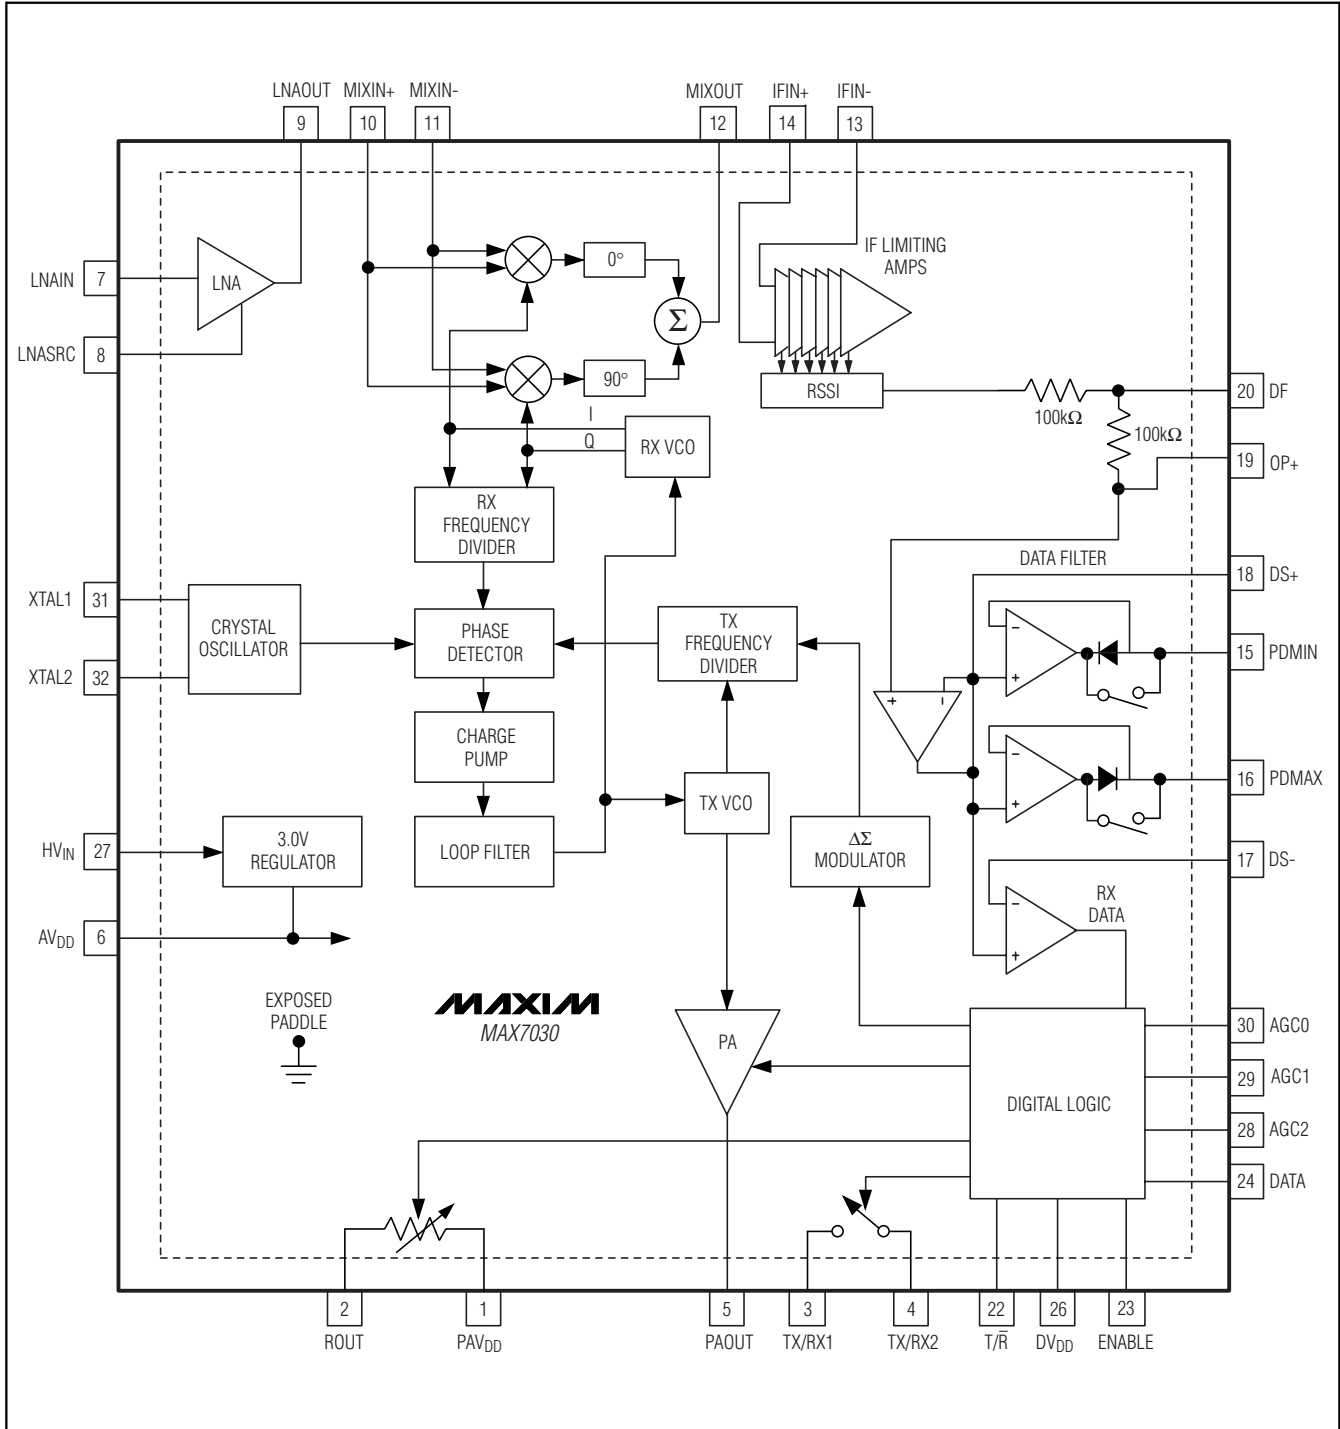 LNAOUT MIXIN+ MIXIN- MIXOUT IFIN+ IFIN-
9 10 11 12 14 13
LNAIN 7
LNA
LNASRC 8
0°
Σ
90°
I
Q
RX VCO
IF LIMITING
AMPS
RSSI
100kΩ
100kΩ
20 DF
19 OP+
RX
FREQUENCY
DIVIDER
DATA FILTER
18 DS+
XTAL1 31
CRYSTAL
OSCILLATOR
XTAL2 32
PHASE
DETECTOR
TX
FREQUENCY
DIVIDER
+ −
−
+
15 PDMIN
CHARGE
PUMP
TX VCO
−
+
16 PDMAX
HVIN 27
3.0V
REGULATOR
LOOP FILTER
ΔΣ
MODULATOR
17 DS-
−
+
RX
DATA
AVDD 6
EXPOSED
PADDLE
MAXIM
MAX7030
PA
DIGITAL LOGIC
30 AGC0
29 AGC1
28 AGC2
24 DATA
2 1 5 3 4 22 26 23
ROUT PAVDD PAOUT TX/RX1 TX/RX2 T/R̅ DVDD ENABLE